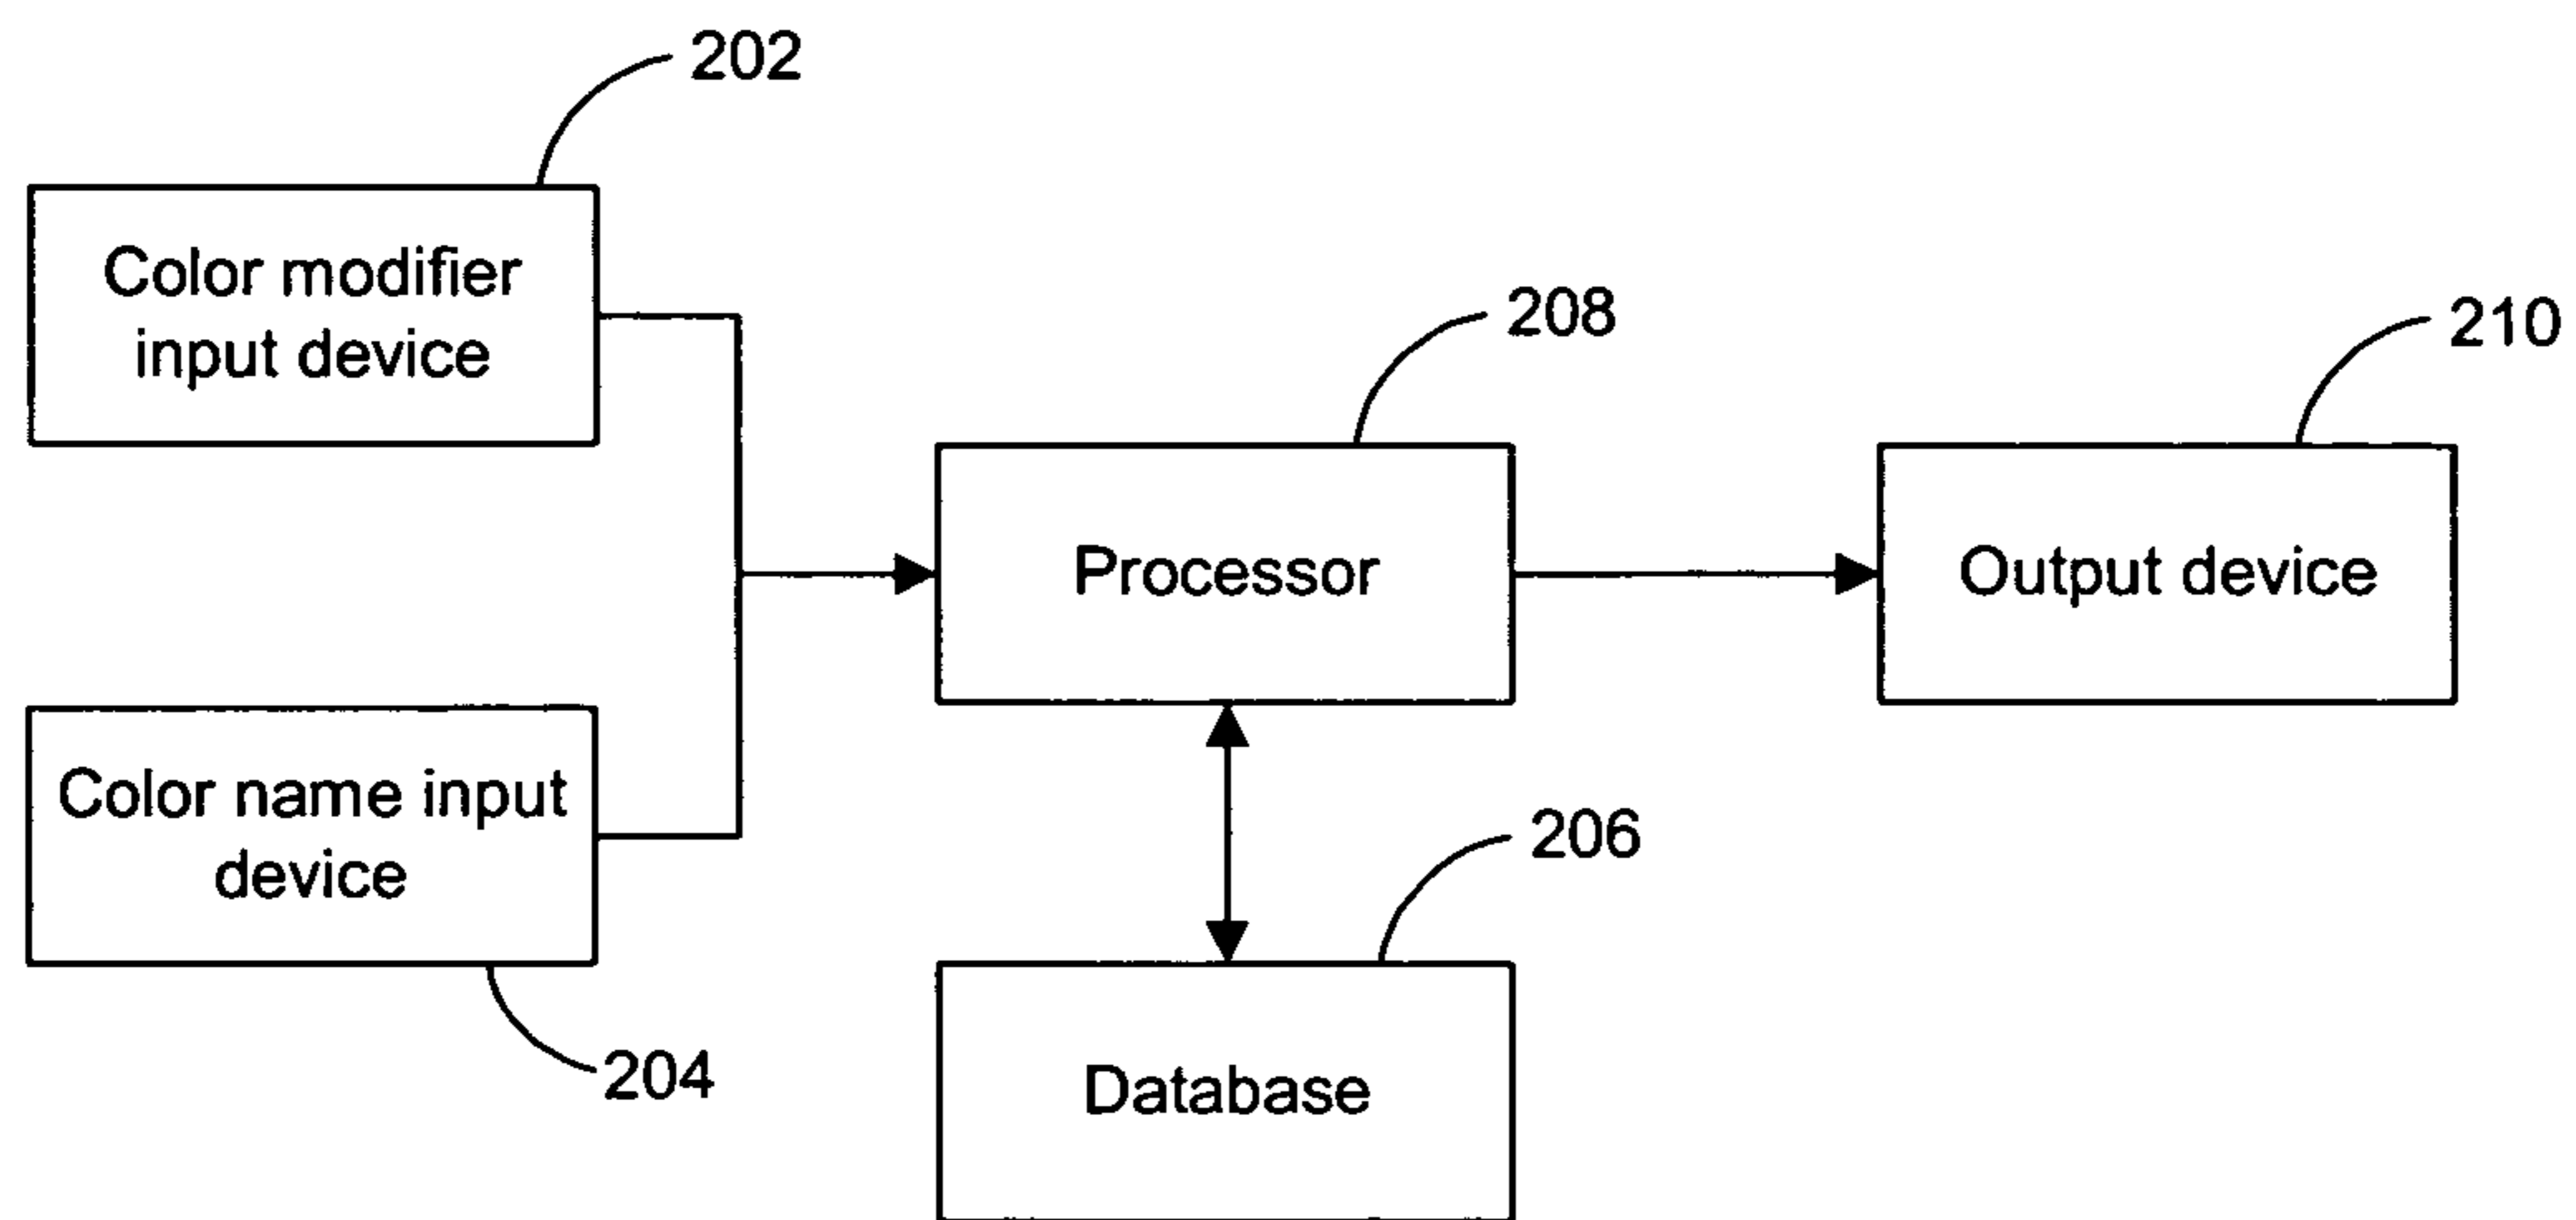 202
Color modifier
input device
208
210
Processor
Output device
Color name input
device
206
204
Database